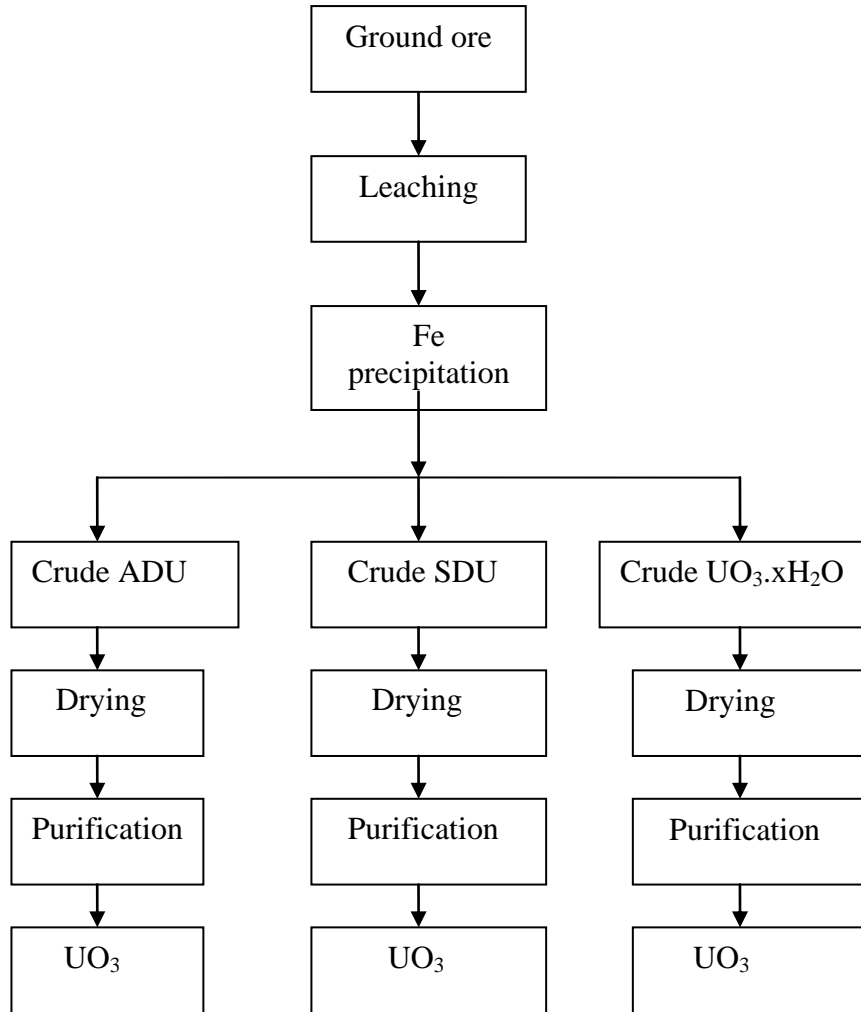 Ground ore
Leaching
Fe
precipitation
Crude ADU
Crude SDU
Crude UO₃.xH₂O
Drying
Drying
Drying
Purification
Purification
Purification
UO₃
UO₃
UO₃